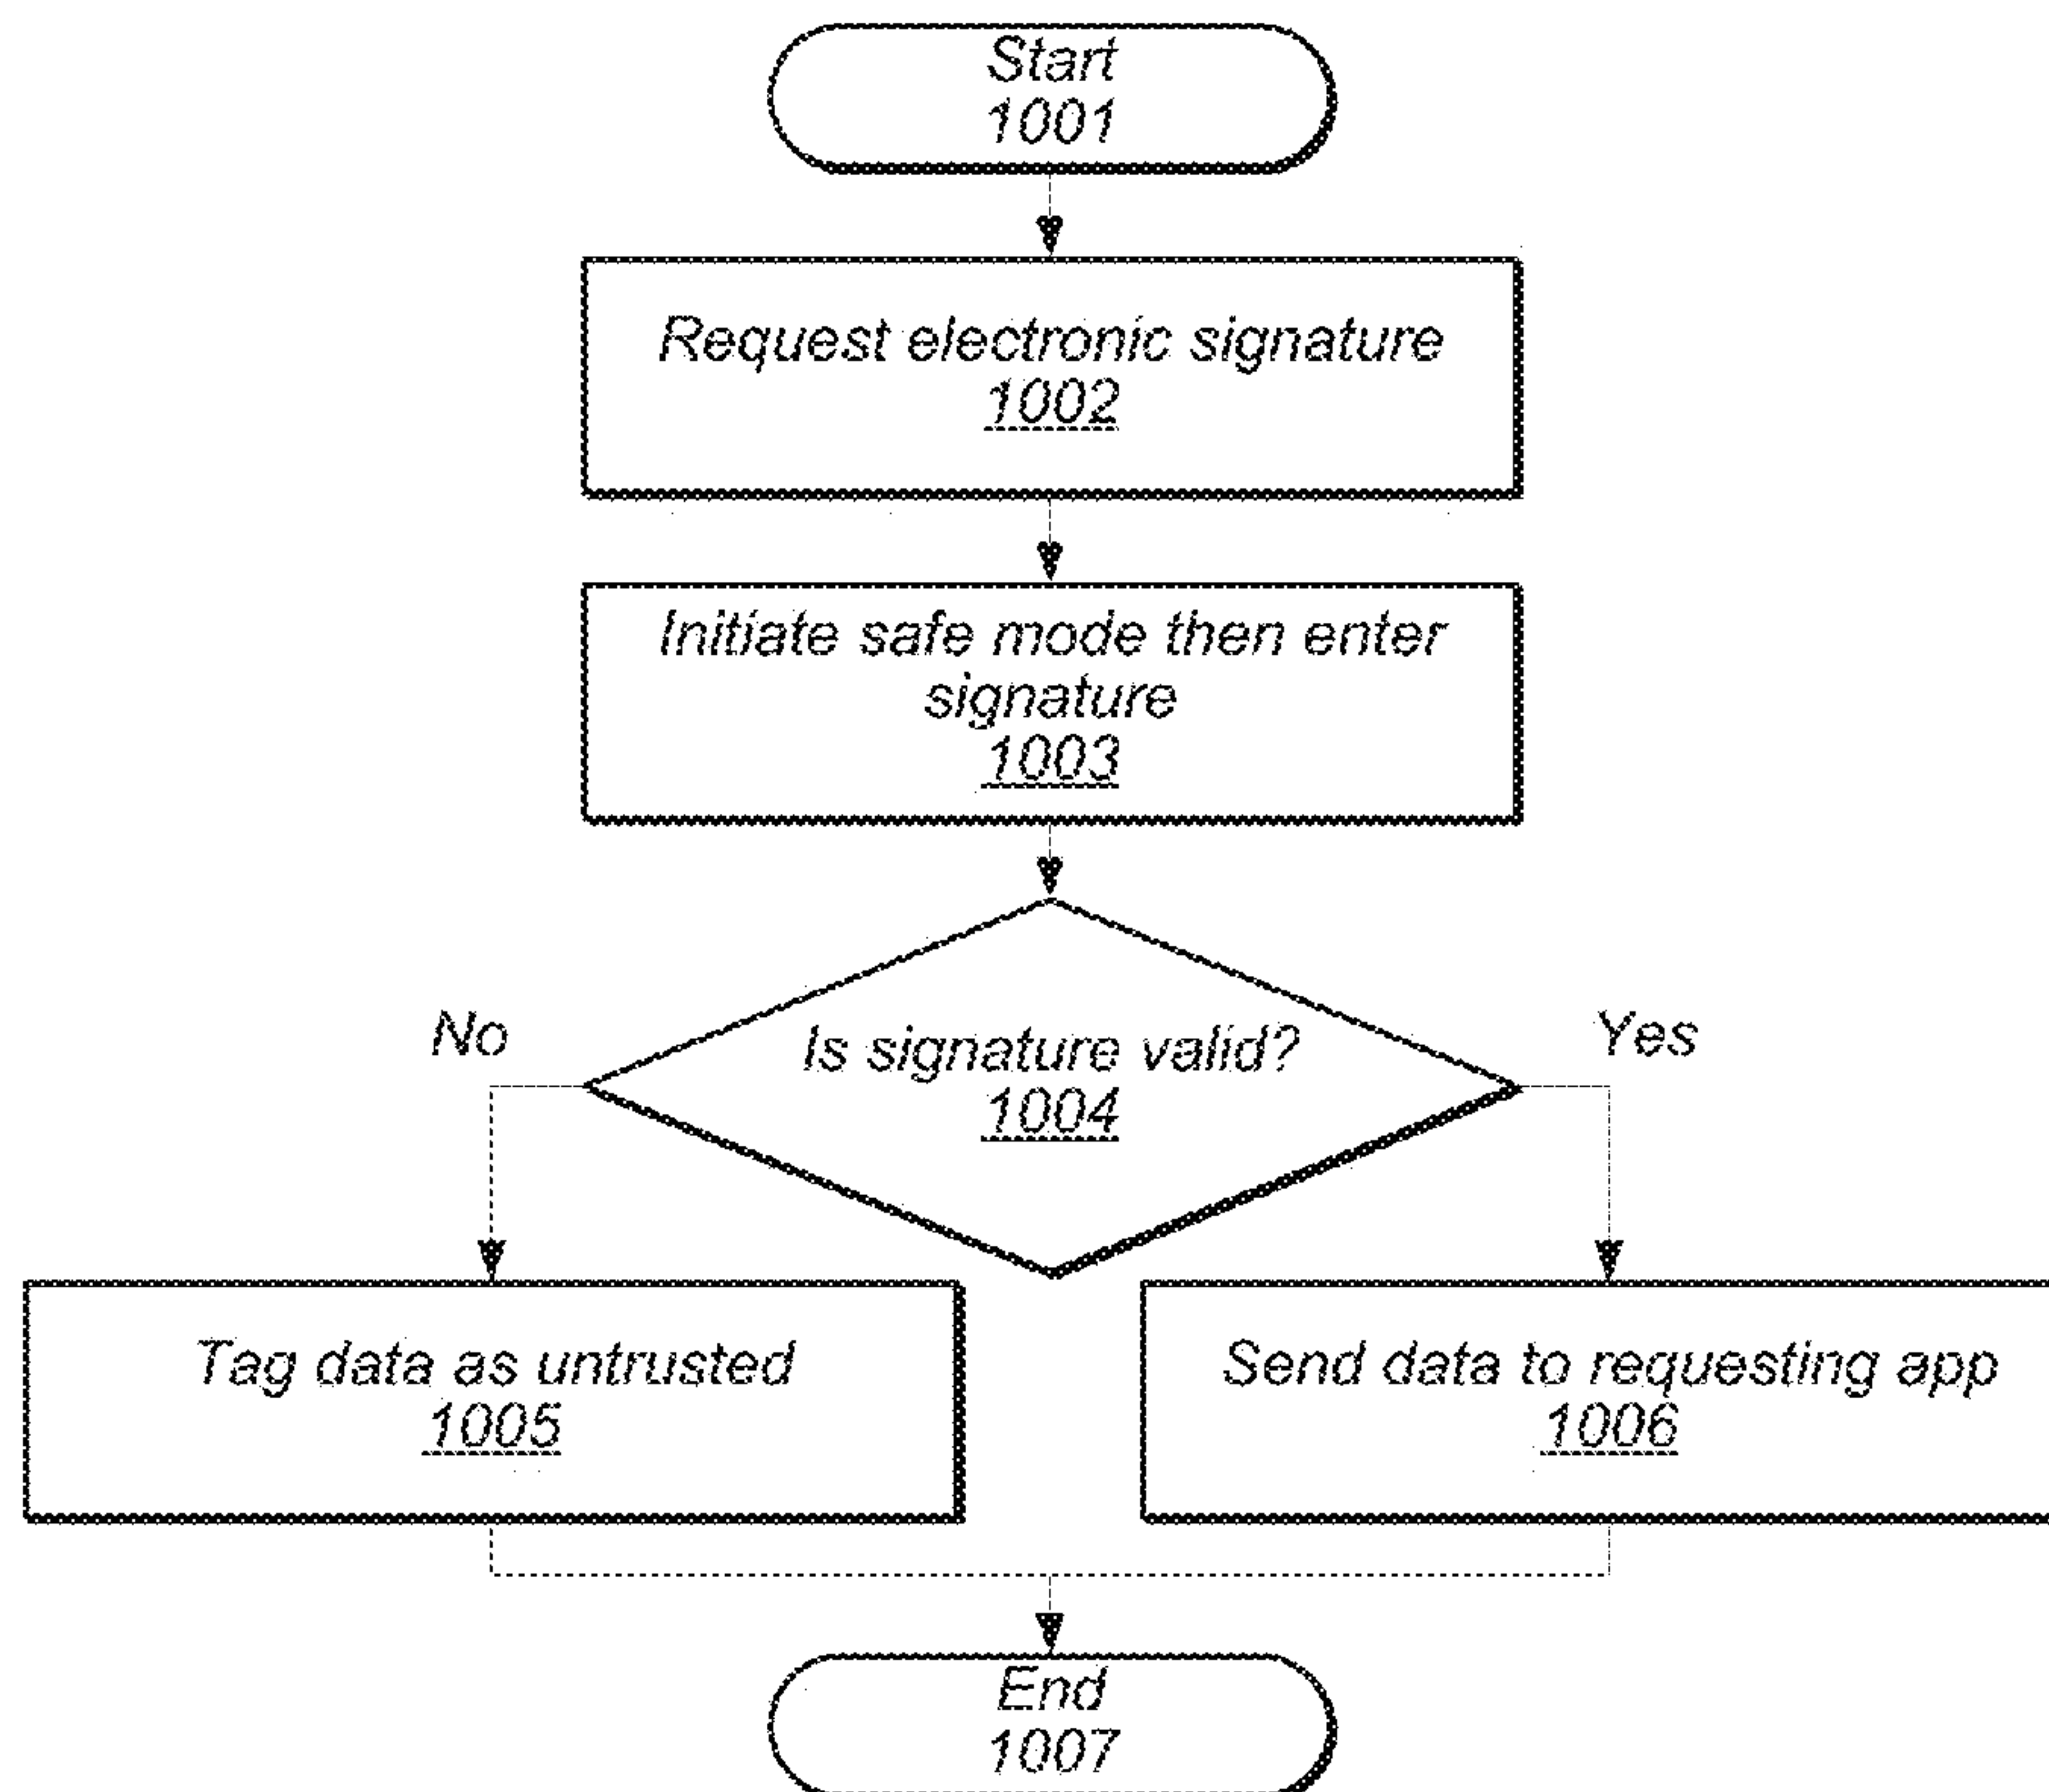 Start
1001
Request electronic signature
1002
Initiate safe mode then enter
signature
1003
No
Is signature valid?
1004
Yes
Tag data as untrusted
1005
Send data to requesting app
1006
End
1007